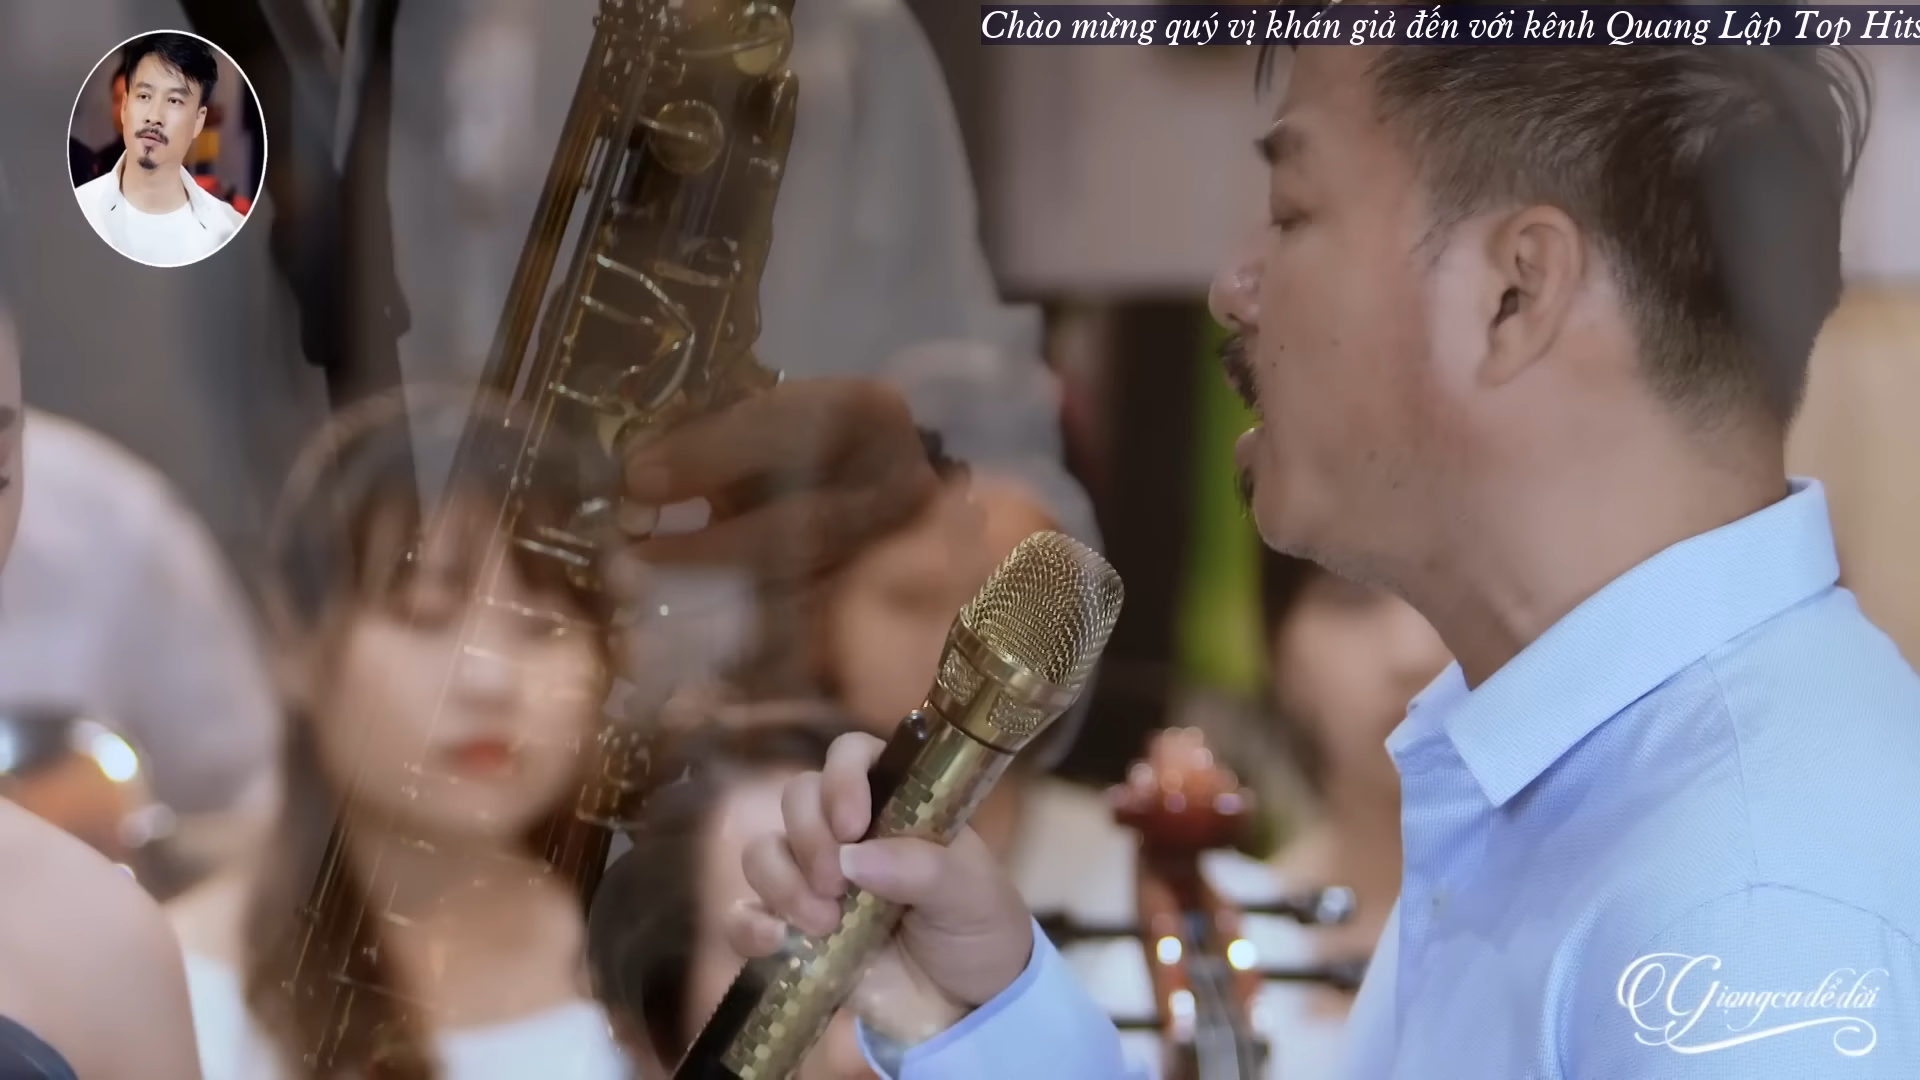 Chào mừng quý vị khán giả đến với kênh Quang Lập Top Hits
Giọng ca để đời